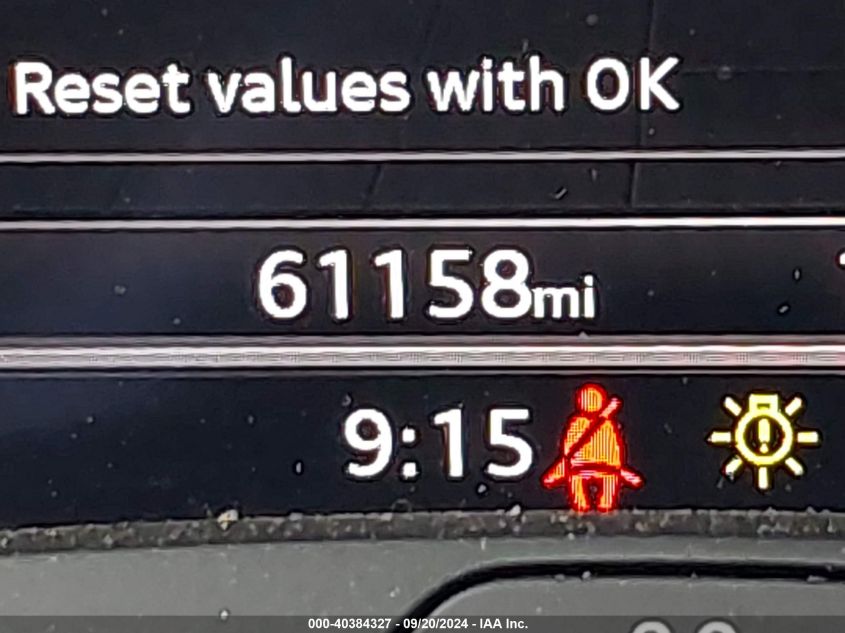 Reset values with OK
61158mi
9:15
000-40384327 - 09/20/2024 - IAA Inc.